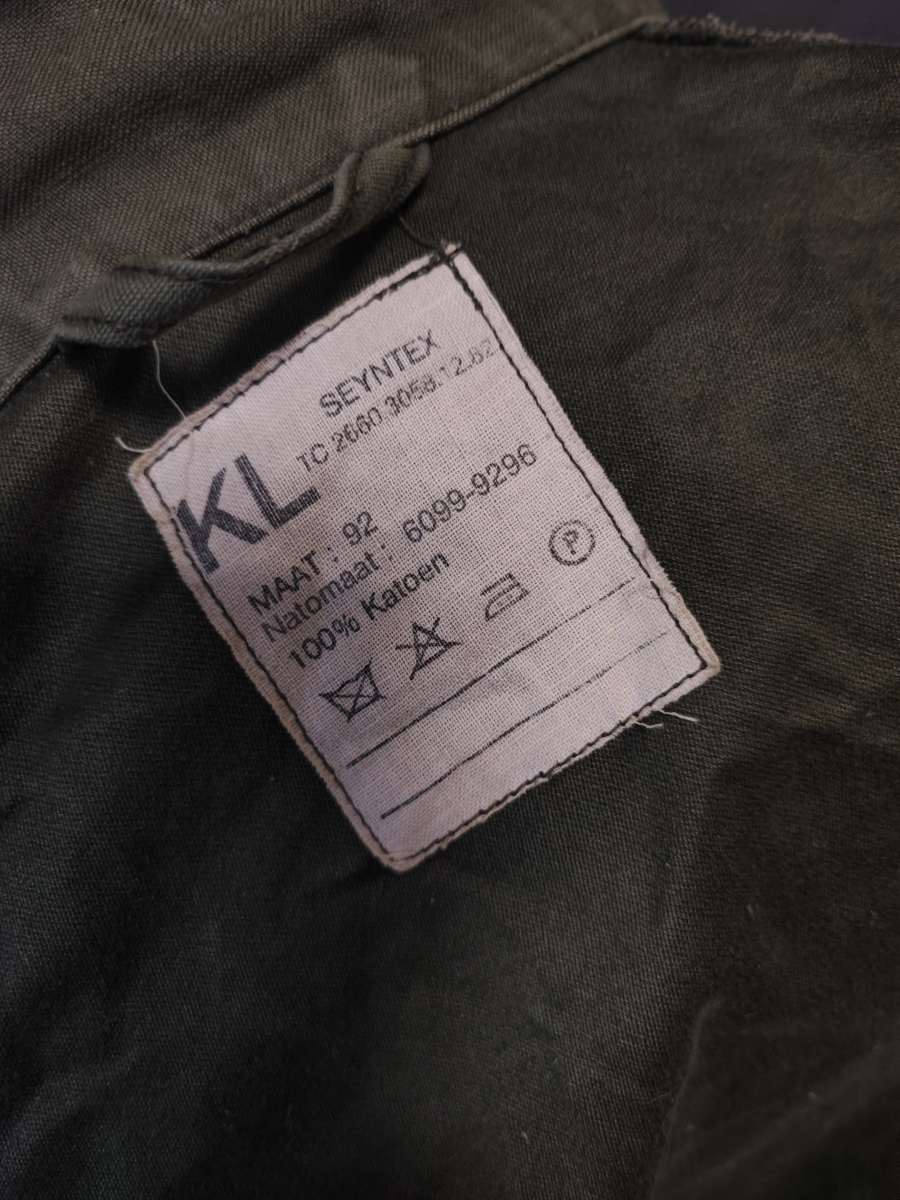 SEYNTEX
TC 2660.3058.12.82
KL
MAAT : 92
Natomaat : 6099-9296
100% Katoen
P